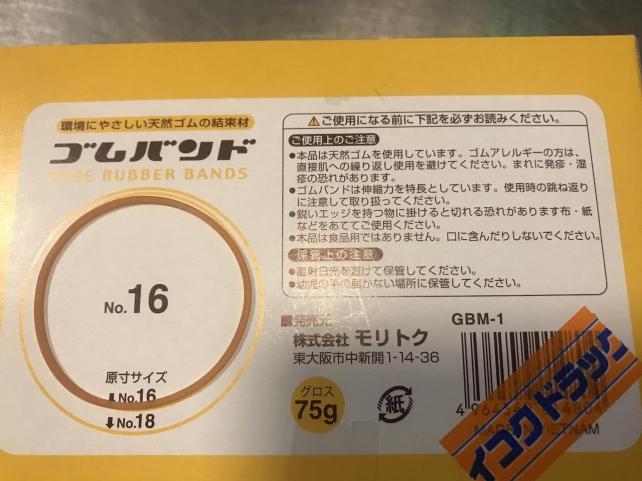 環境にやさしい天然ゴムの結束材
ゴムバンド
PURE RUBBER BANDS
No.16
原寸サイズ
⬇No.16
⬇No.18
⚠ご使用になる前に下記を必ずお読みください。
ご使用上のご注意
●本品は天然ゴムを使用しています。ゴムアレルギーの方は、
直接肌への繰り返し使用を避けてください。まれに発疹・湿
疹の恐れがあります。
●ゴムバンドは伸縮力を特長としています。使用時の跳ね返り
に注意して取り扱ってください。
●鋭いエッジを持つ物に掛けると切れる恐れがあります布・紙
などをあててご使用ください。
●本品は食品用ではありません。口に含んだりしないでください。
保管上の注意
●直射日光を避けて保管してください。
●幼児の手の届かない場所に保管してください。
■発売元
株式会社 モリトク
東大阪市中新開1-14-36
グロス
75g
紙
GBM-1
イコクドラッグ